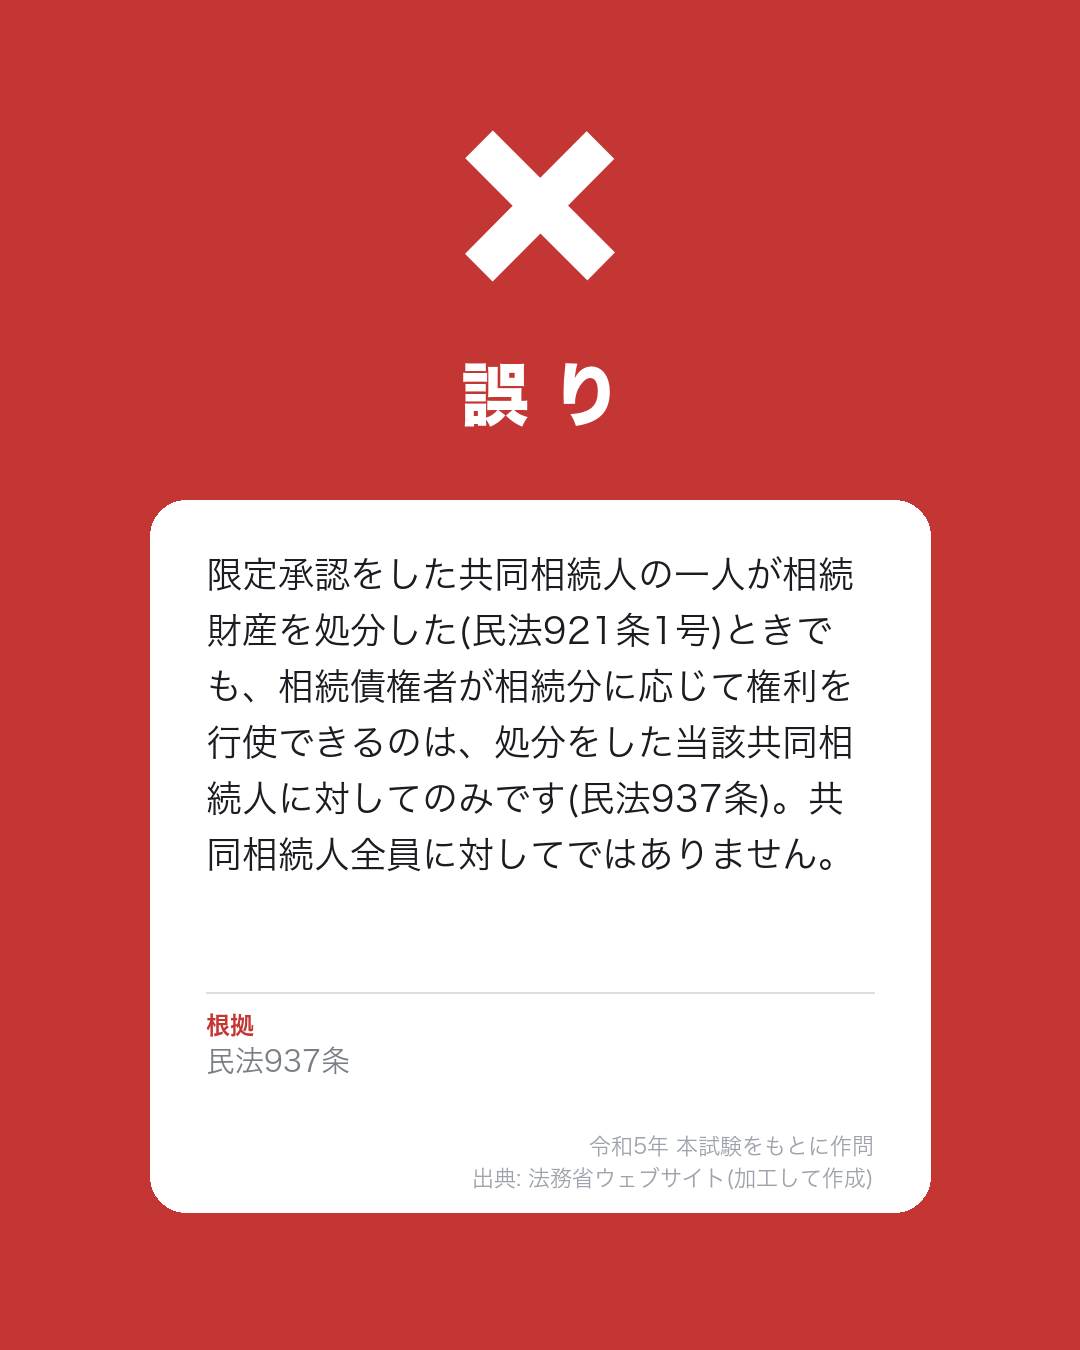 誤り
限定承認をした共同相続人の一人が相続
財産を処分した(民法921条1号)ときで
も、相続債権者が相続分に応じて権利を
行使できるのは、処分をした当該共同相
続人に対してのみです(民法937条)。共
同相続人全員に対してではありません。
根拠
民法937条
令和5年 本試験をもとに作問
出典: 法務省ウェブサイト(加工して作成)